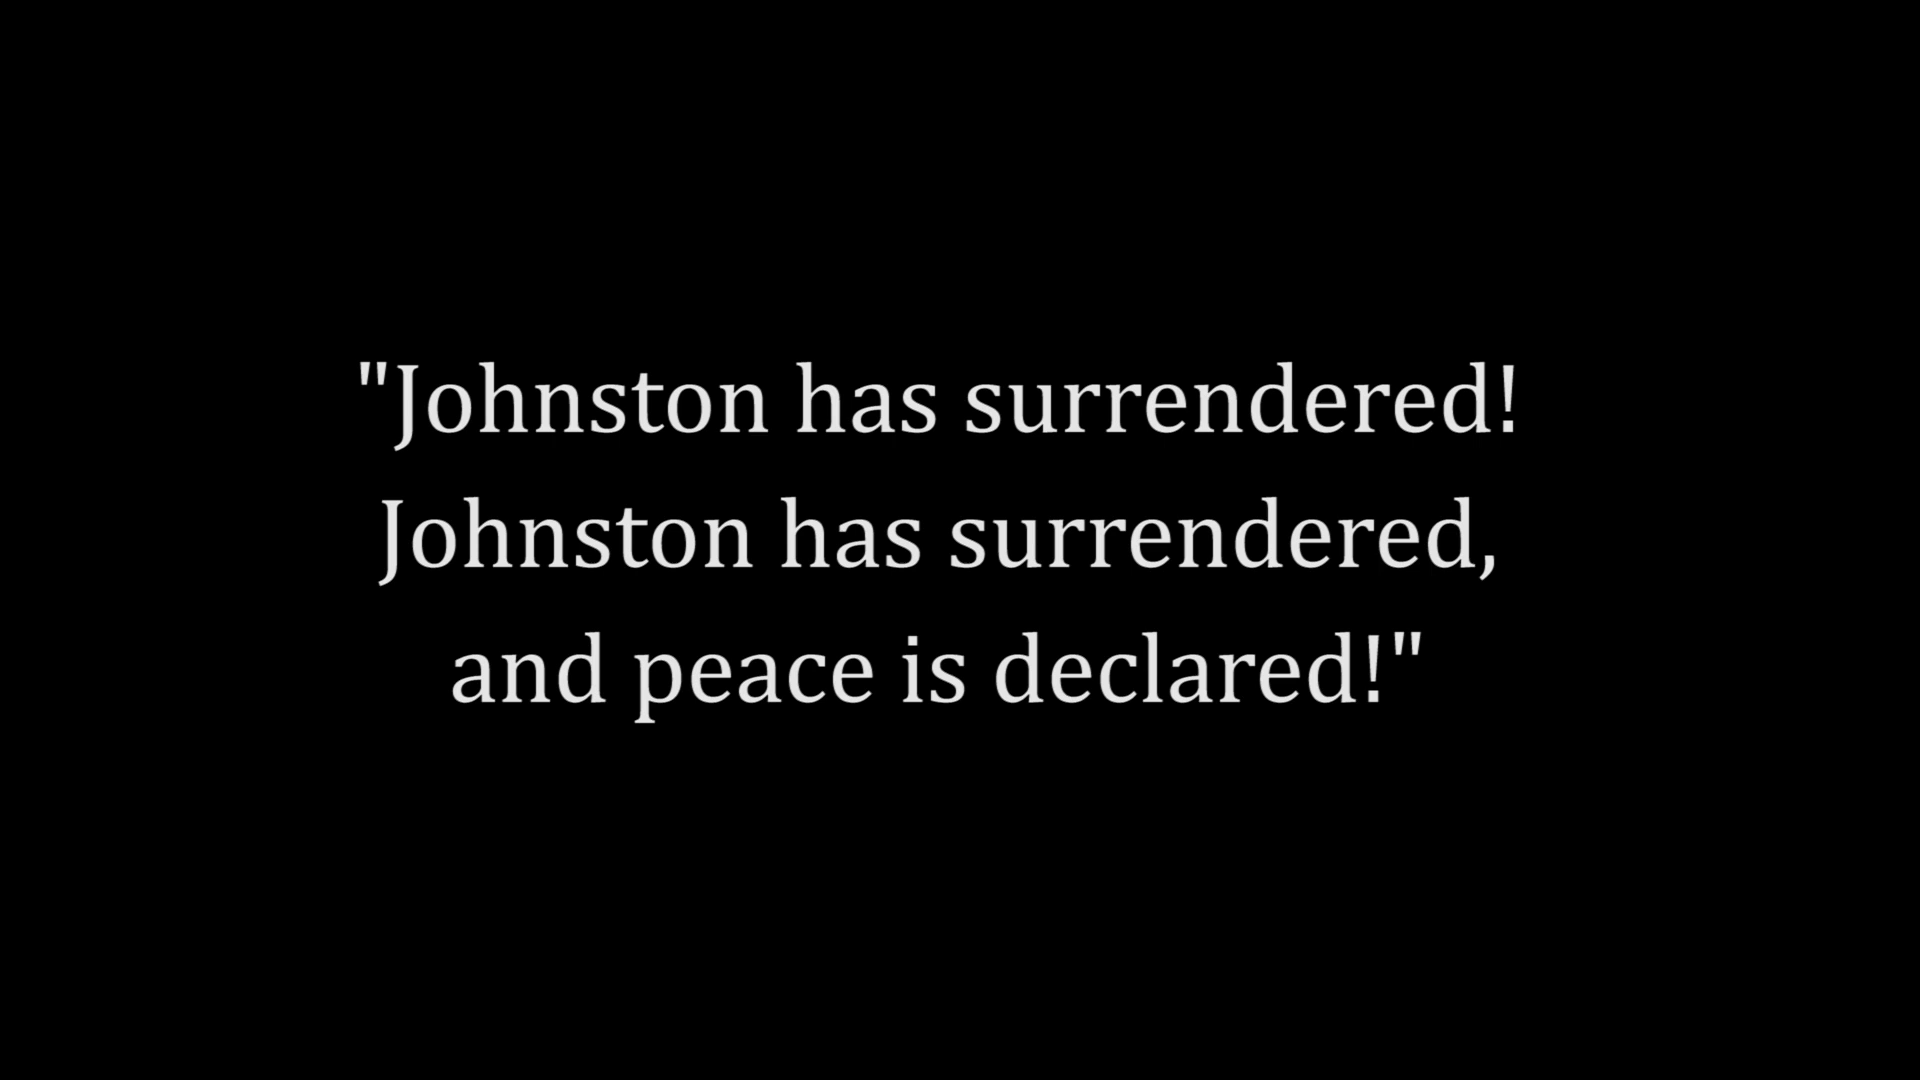 "Johnston has surrendered!
Johnston has surrendered,
and peace is declared!"